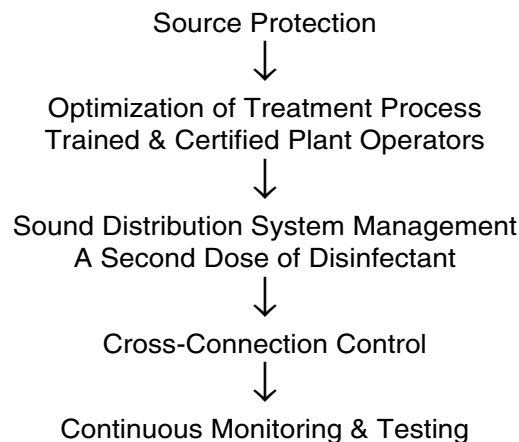 Source Protection
Optimization of Treatment Process
Trained & Certified Plant Operators
Sound Distribution System Management
A Second Dose of Disinfectant
Cross-Connection Control
Continuous Monitoring & Testing